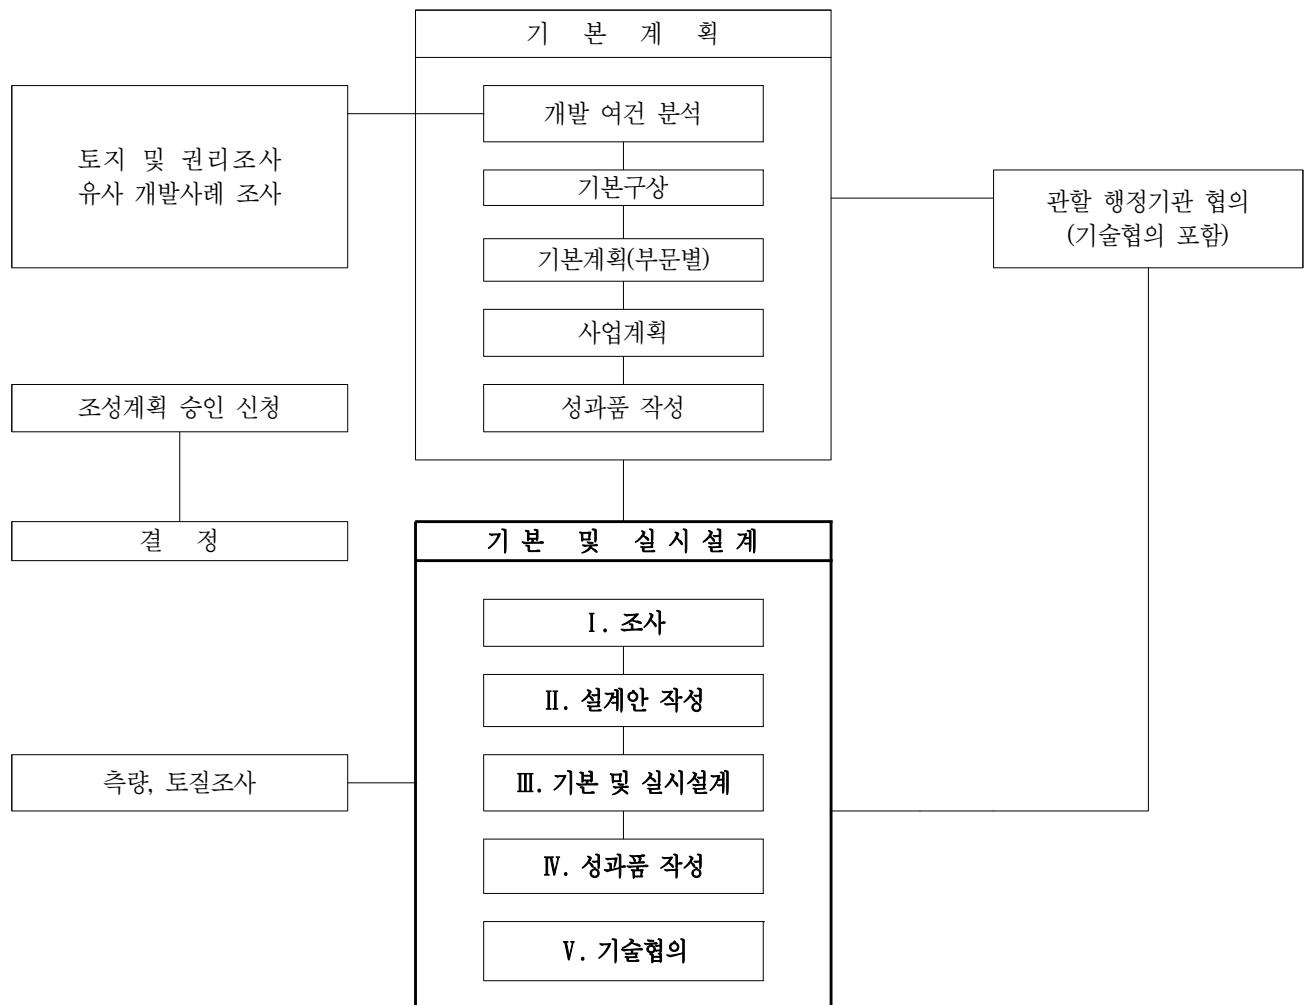 기 본 계 획
개발 여건 분석
토지 및 권리조사
유사 개발사례 조사
기본구상
관할 행정기관 협의
(기술협의 포함)
기본계획(부문별)
사업계획
조성계획 승인 신청
성과품 작성
결 정
기 본 및 실 시 설 계
Ⅰ. 조사
Ⅱ. 설계안 작성
측량, 토질조사
Ⅲ. 기본 및 실시설계
Ⅳ. 성과품 작성
Ⅴ. 기술협의